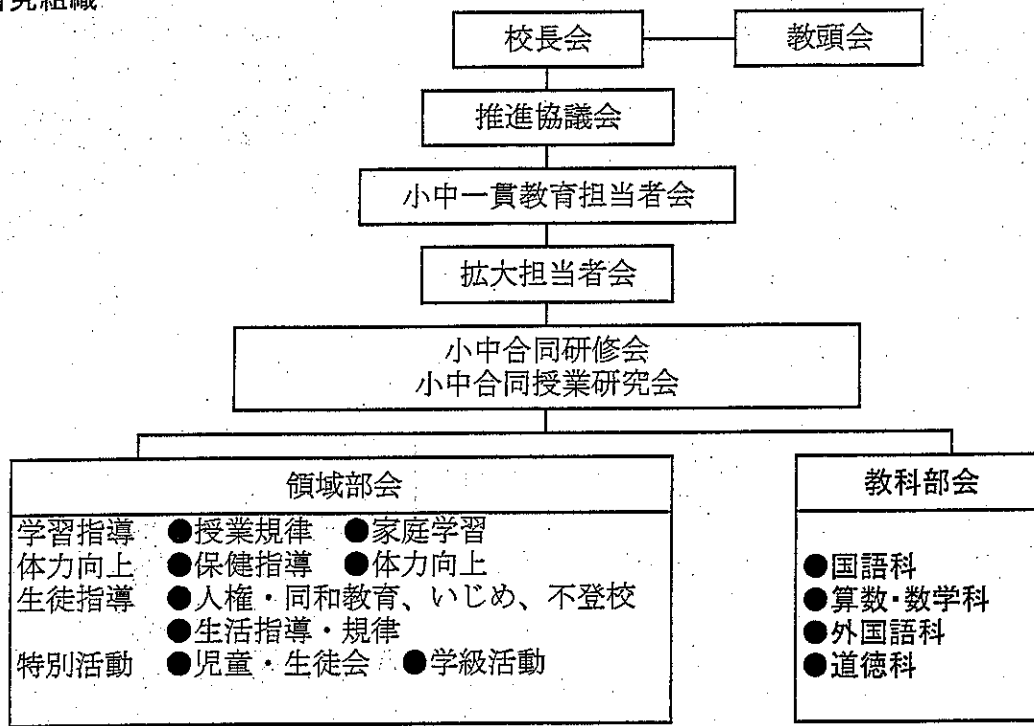 究組織
校長会
教頭会
推進協議会
小中一貫教育担当者会
拡大担当者会
小中合同研修会
小中合同授業研究会
領域部会
学習指導 ●授業規律 ●家庭学習
体力向上 ●保健指導 ●体力向上
生徒指導 ●人権・同和教育、いじめ、不登校
●生活指導・規律
特別活動 ●児童・生徒会 ●学級活動
教科部会
●国語科
●算数・数学科
●外国語科
●道徳科